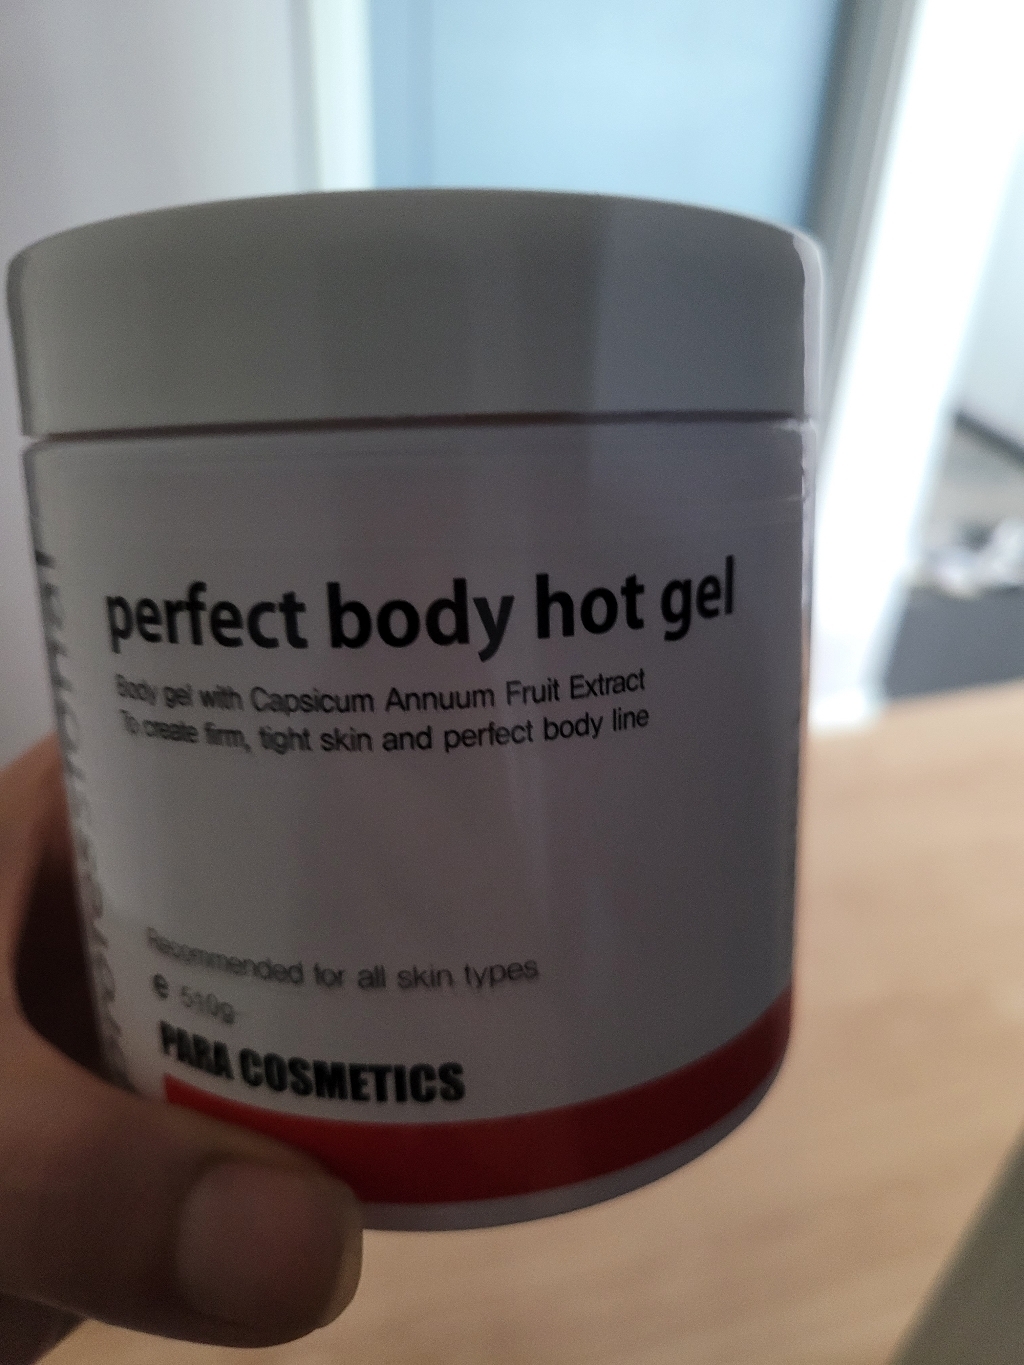 perfect body hot gel
Body gel with Capsicum Annuum Fruit Extract
To create firm, tight skin and perfect body line
Recommended for all skin types
e 510g
PARA COSMETICS